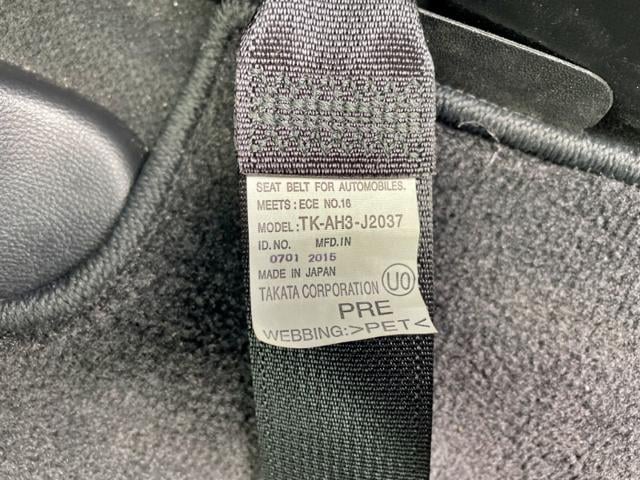 SEAT BELT FOR AUTOMOBILES.
MEETS: ECE NO.16
MODEL: TK-AH3-J2037
ID.NO. MFD.IN
0701 2015
MADE IN JAPAN
TAKATA CORPORATION UO
PRE
WEBBING:>PET<